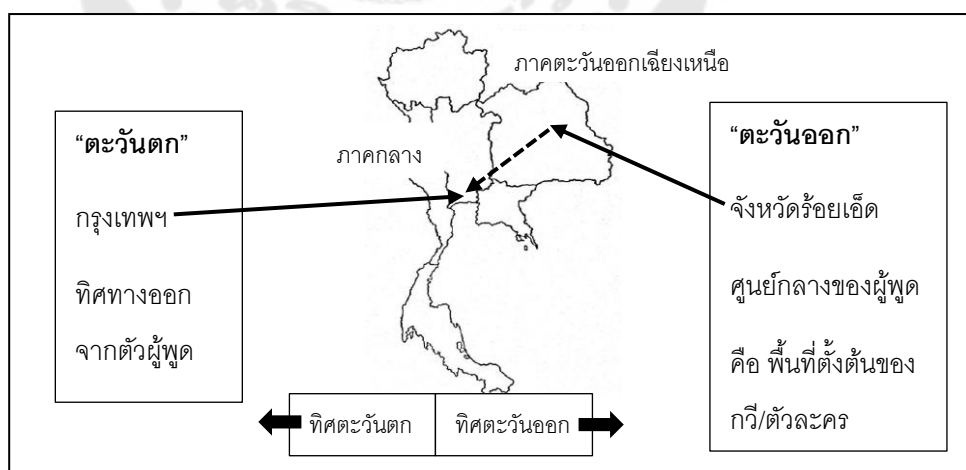 ภาคตะวันออกเฉียงเหนือ
“ตะวันตก”
กรุงเทพฯ
ทิศทางออก
จากตัวผู้พูด
ภาคกลาง
“ตะวันออก”
จังหวัดร้อยเอ็ด
ศูนย์กลางของผู้พูด
คือ พื้นที่ตั้งต้นของ
กวี/ตัวละคร
ทิศตะวันตก
ทิศตะวันออก